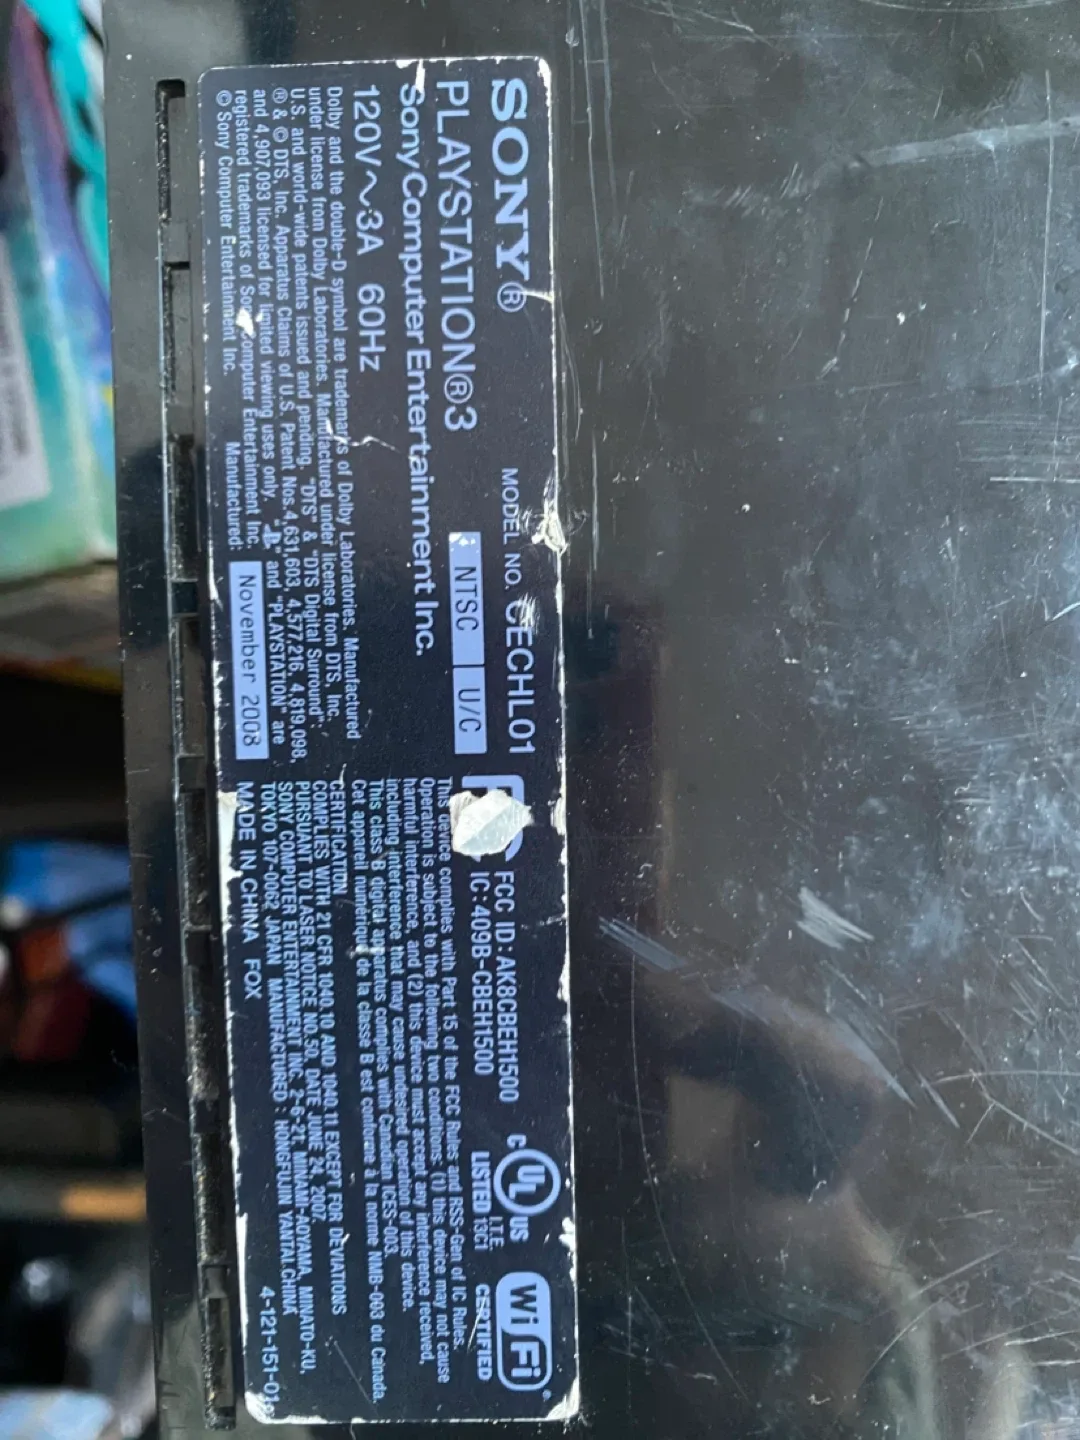 SONY®
PLAYSTATION®3
Sony Computer Entertainment Inc.
120V～3A 60Hz
MODEL NO. CECHL01
NTSC U/C
Dolby and the double-D symbol are trademarks of Dolby Laboratories. Manufactured
under license from Dolby Laboratories. Manufactured under license from DTS, Inc.
U.S. and world-wide patents issued and pending. "DTS" & "DTS Digital Surround";
® & © DTS, Inc. Apparatus Claims of U.S. Patent Nos.4,631,603, 4,577,216, 4,819,098,
and 4,907,093 licensed for limited viewing uses only. and "PLAYSTATION" are
registered trademarks of Sony Computer Entertainment Inc.
© Sony Computer Entertainment Inc.
Manufactured: November 2008
FCC ID:AK8CBEH1500
IC:409B-CBEH1500
C UL US
LISTED 13C1
I.T.E.
Wi Fi®
CERTIFIED
This device complies with Part 15 of the FCC Rules and RSS-Gen of IC Rules.
Operation is subject to the following two conditions: (1) this device may not cause
harmful interference, and (2) this device must accept any interference received,
including interference that may cause undesired operation of this device.
This class B digital apparatus complies with Canadian ICES-003.
Cet appareil numérique de la classe B est conforme à la norme NMB-003 du Canada.
CERTIFICATION
COMPLIES WITH 21 CFR 1040.10 AND 1040.11 EXCEPT FOR DEVIATIONS
PURSUANT TO LASER NOTICE NO.50, DATE JUNE 24, 2007.
SONY COMPUTER ENTERTAINMENT INC. 2-6-21, MINAMI-AOYAMA, MINATO-KU,
TOKYO 107-0062 JAPAN MANUFACTURED : HONGFUJIN YANTAI.CHINA
MADE IN CHINA FOX
4-121-151-01